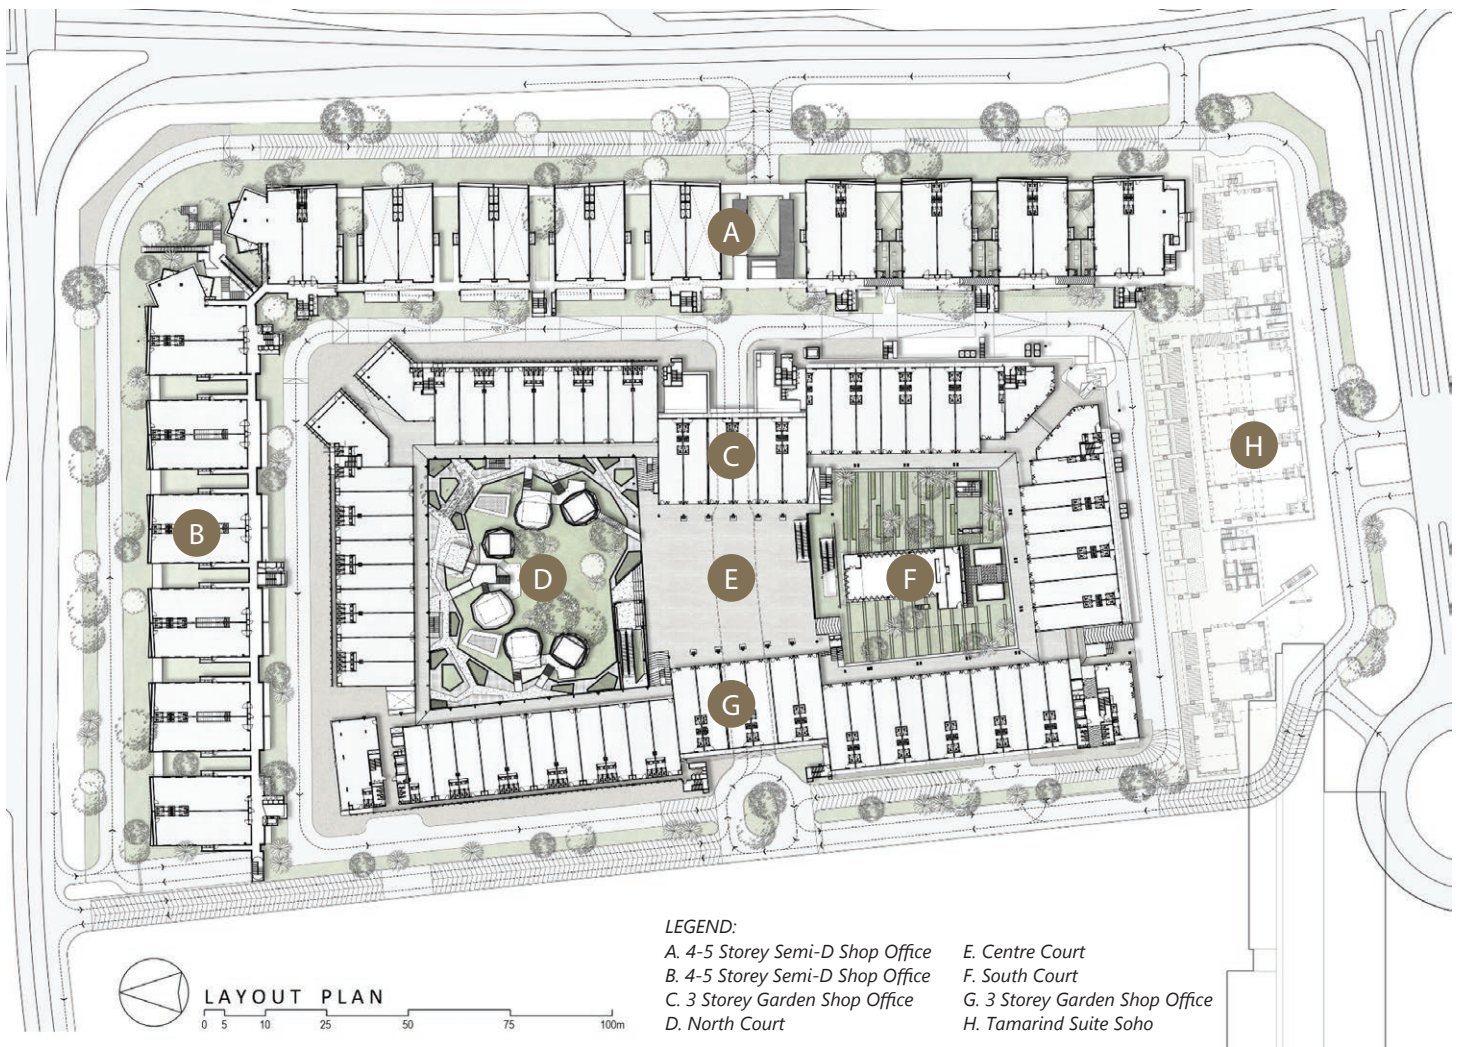 A
B
C
H
D
E
F
G
LEGEND:
A. 4-5 Storey Semi-D Shop Office
B. 4-5 Storey Semi-D Shop Office
C. 3 Storey Garden Shop Office
D. North Court
E. Centre Court
F. South Court
G. 3 Storey Garden Shop Office
H. Tamarind Suite Soho
LAYOUT PLAN
0 5 10 25 50 75 100m